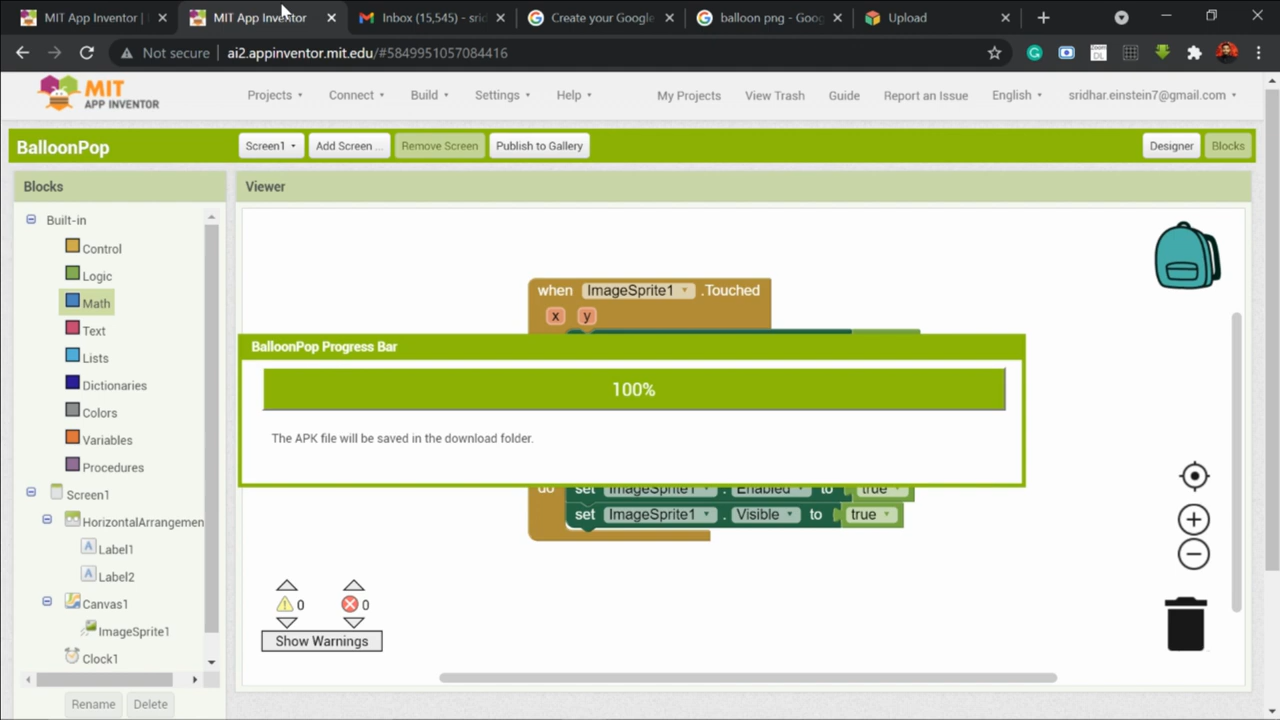 MIT App Inventor |
MIT App Inventor
Inbox (15,545) - srid
Create your Google
balloon png - Goog
Upload
Not secure
ai2.appinventor.mit.edu/#5849951057084416
MIT
APP INVENTOR
Projects
Connect
Build
Settings
Help
My Projects
View Trash
Guide
Report an Issue
English
sridhar.einstein7@gmail.com
BalloonPop
Screen1
Add Screen ...
Remove Screen
Publish to Gallery
Designer
Blocks
Blocks
Viewer
Built-in
Control
Logic
Math
Text
Lists
Dictionaries
Colors
Variables
Procedures
Screen1
HorizontalArrangemen
Label1
Label2
Canvas1
ImageSprite1
Clock1
Rename
Delete
when ImageSprite1 .Touched
x y
BalloonPop Progress Bar
100%
The APK file will be saved in the download folder.
do set ImageSprite1 . Enabled to true
set ImageSprite1 . Visible to true
0 0
Show Warnings